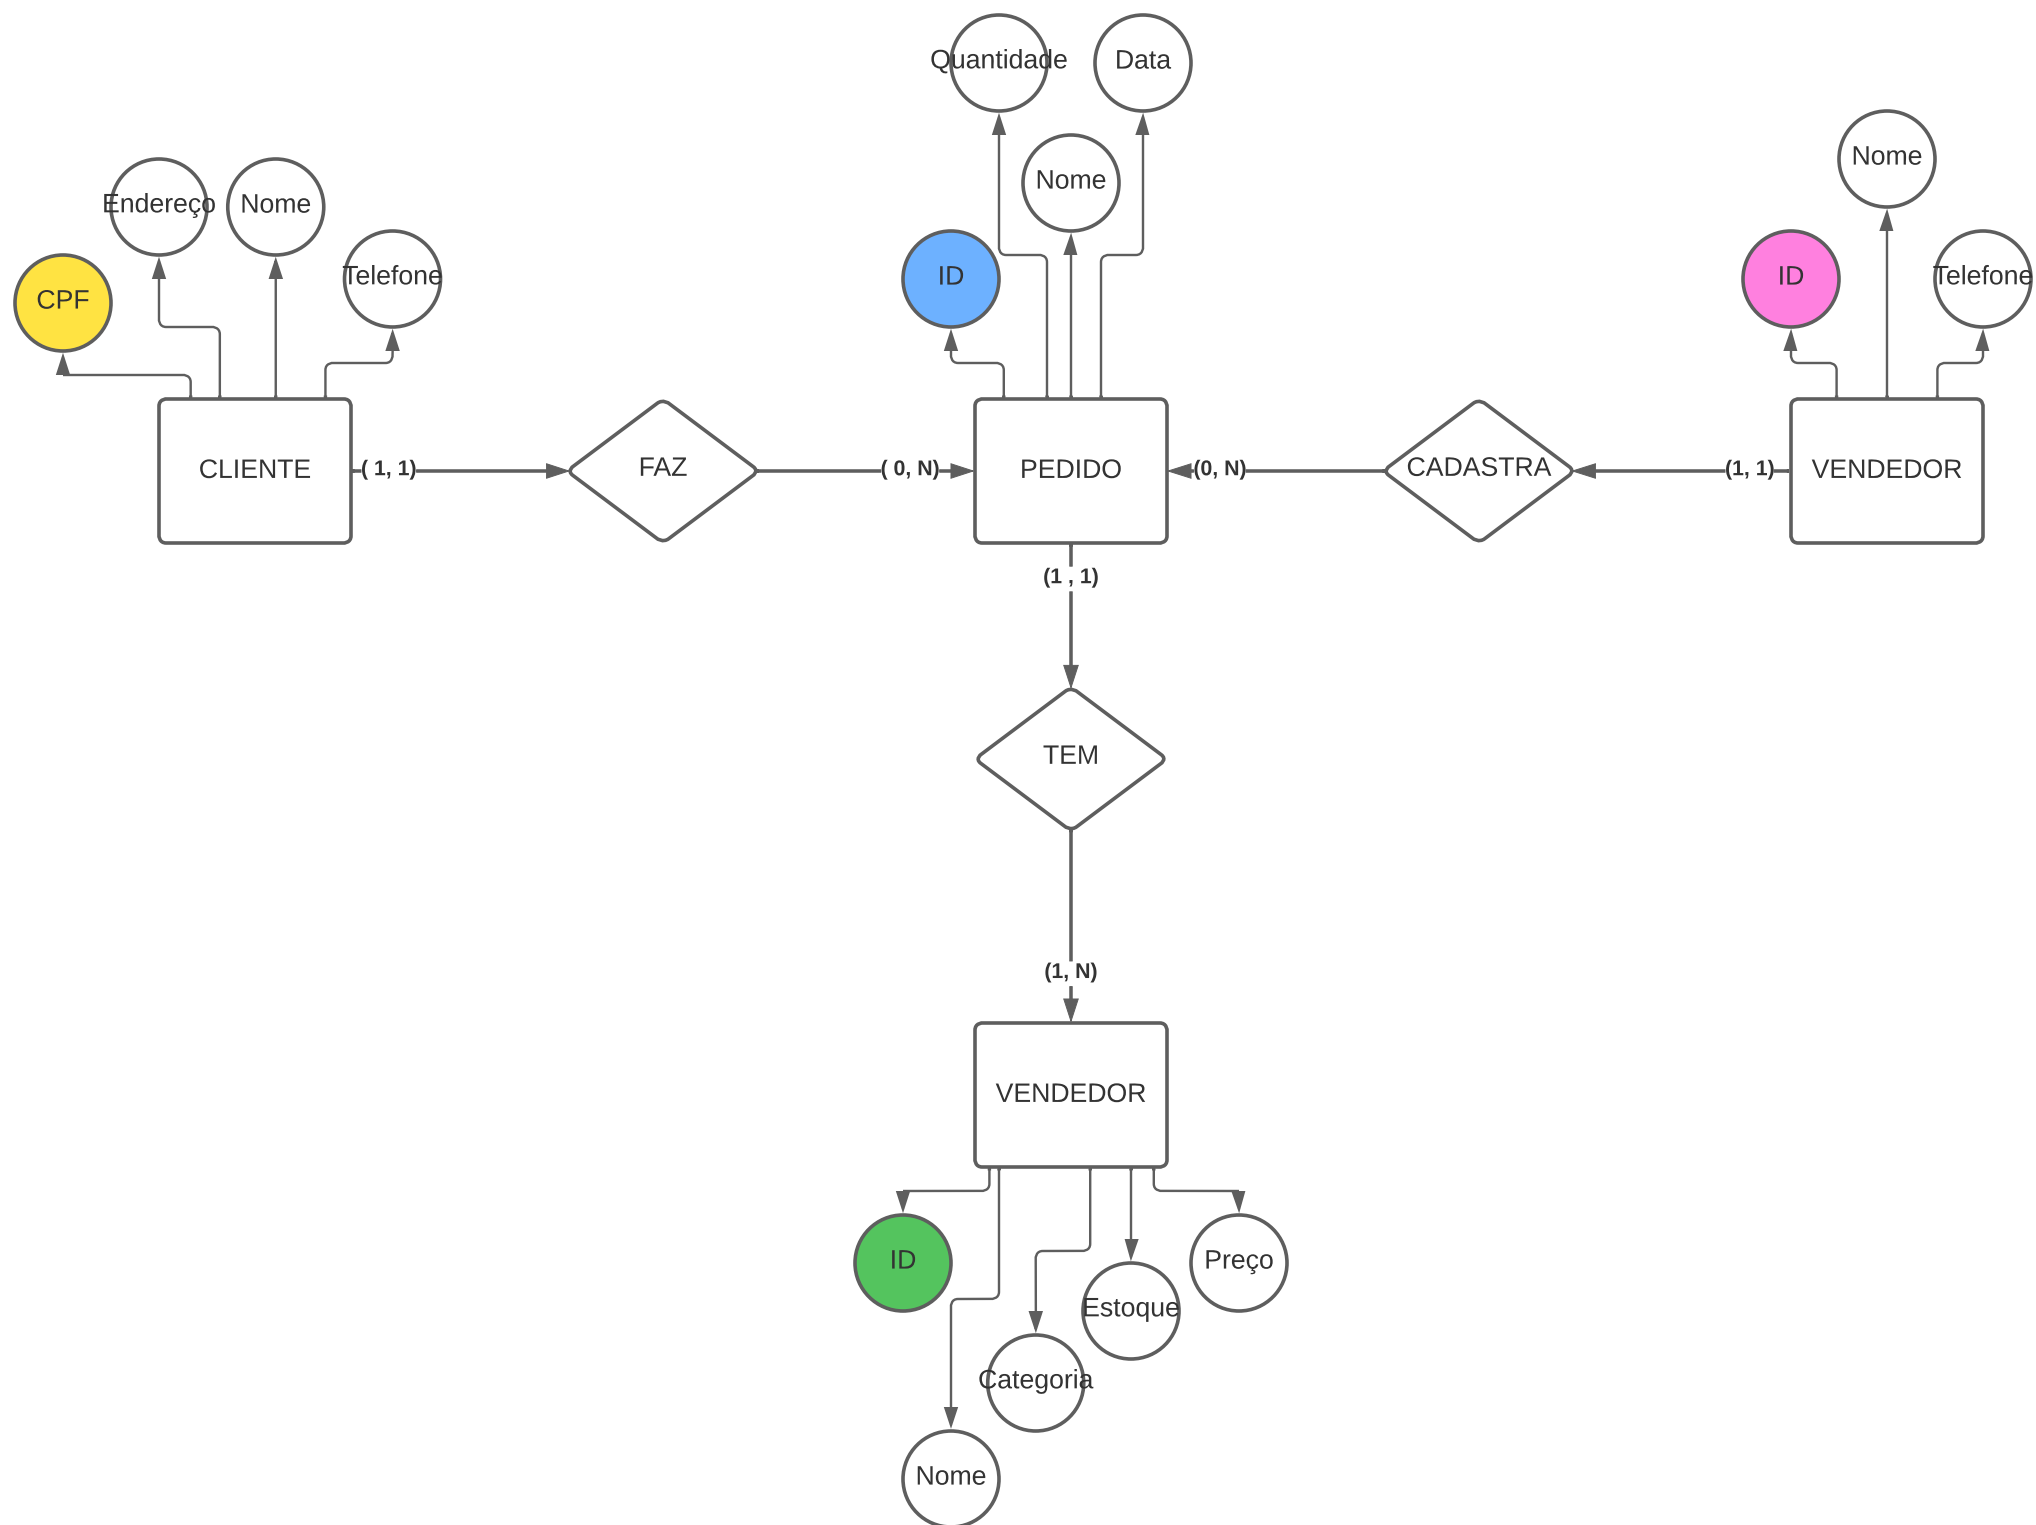 Quantidade
Data
Nome
Nome
Endereço
Nome
Telefone
ID
ID
Telefone
CPF
CLIENTE
( 1, 1)
FAZ
( 0, N)
PEDIDO
(0, N)
CADASTRA
(1, 1)
VENDEDOR
(1 , 1)
TEM
(1, N)
VENDEDOR
ID
Preço
Estoque
Categoria
Nome